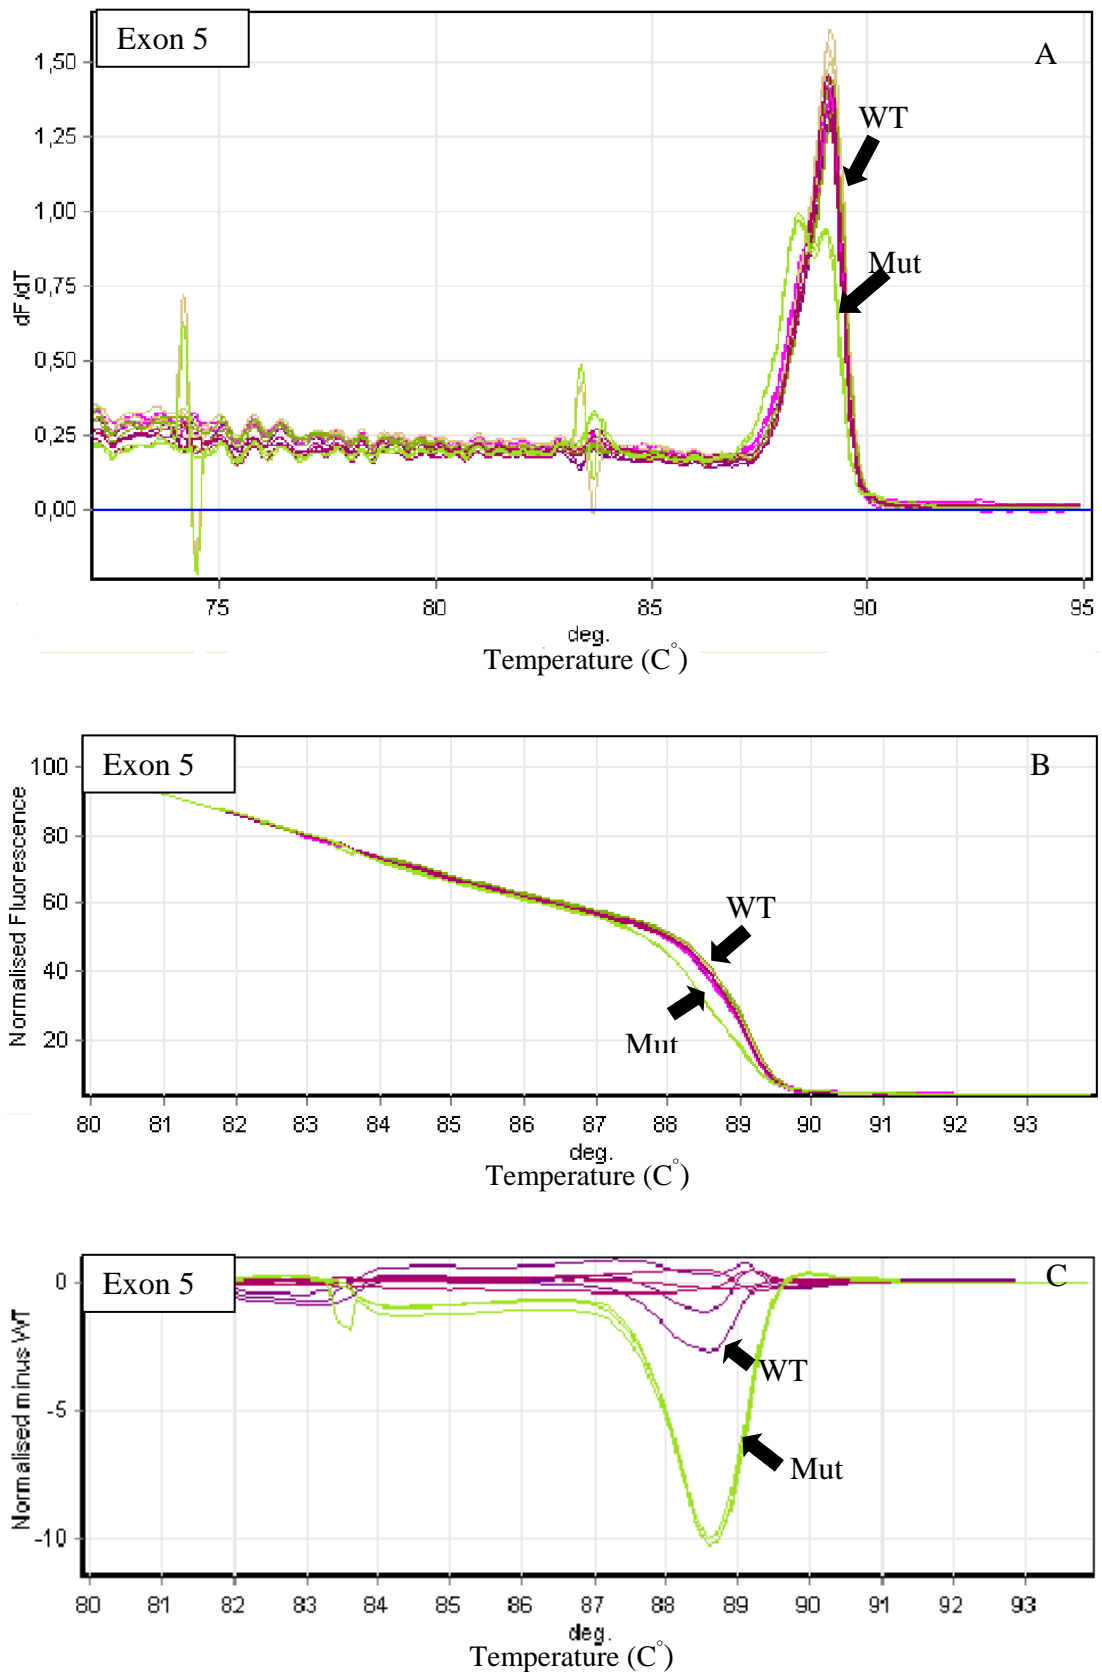 Exon 5
A
1,50
1,25
WT
1,00
Mut
0,75
dF/dT
0,50
0,25
0,00
75 80 85 90 95
deg.
Temperature (C°)
Exon 5
B
100
Normalised Fluorescence
80
60
WT
40
Mut
20
80 81 82 83 84 85 86 87 88 89 90 91 92 93
deg.
Temperature (C°)
Exon 5
C
0
WT
Normalised minus WT
-5
Mut
-10
80 81 82 83 84 85 86 87 88 89 90 91 92 93
deg.
Temperature (C°)